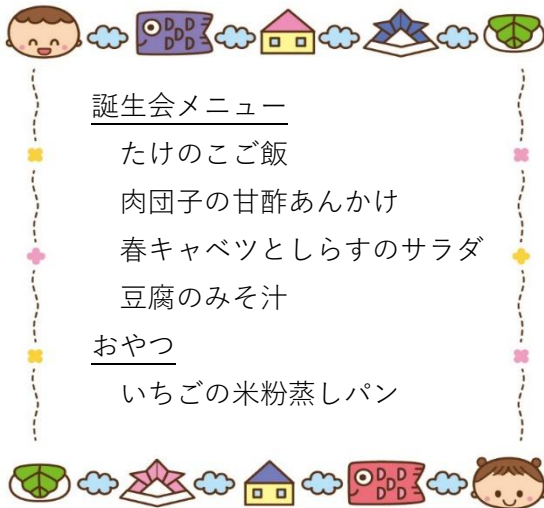 誕生会メニュー
たけのこご飯
肉団子の甘酢あんかけ
春キャベツとしらすのサラダ
豆腐のみそ汁
おやつ
いちごの米粉蒸しパン